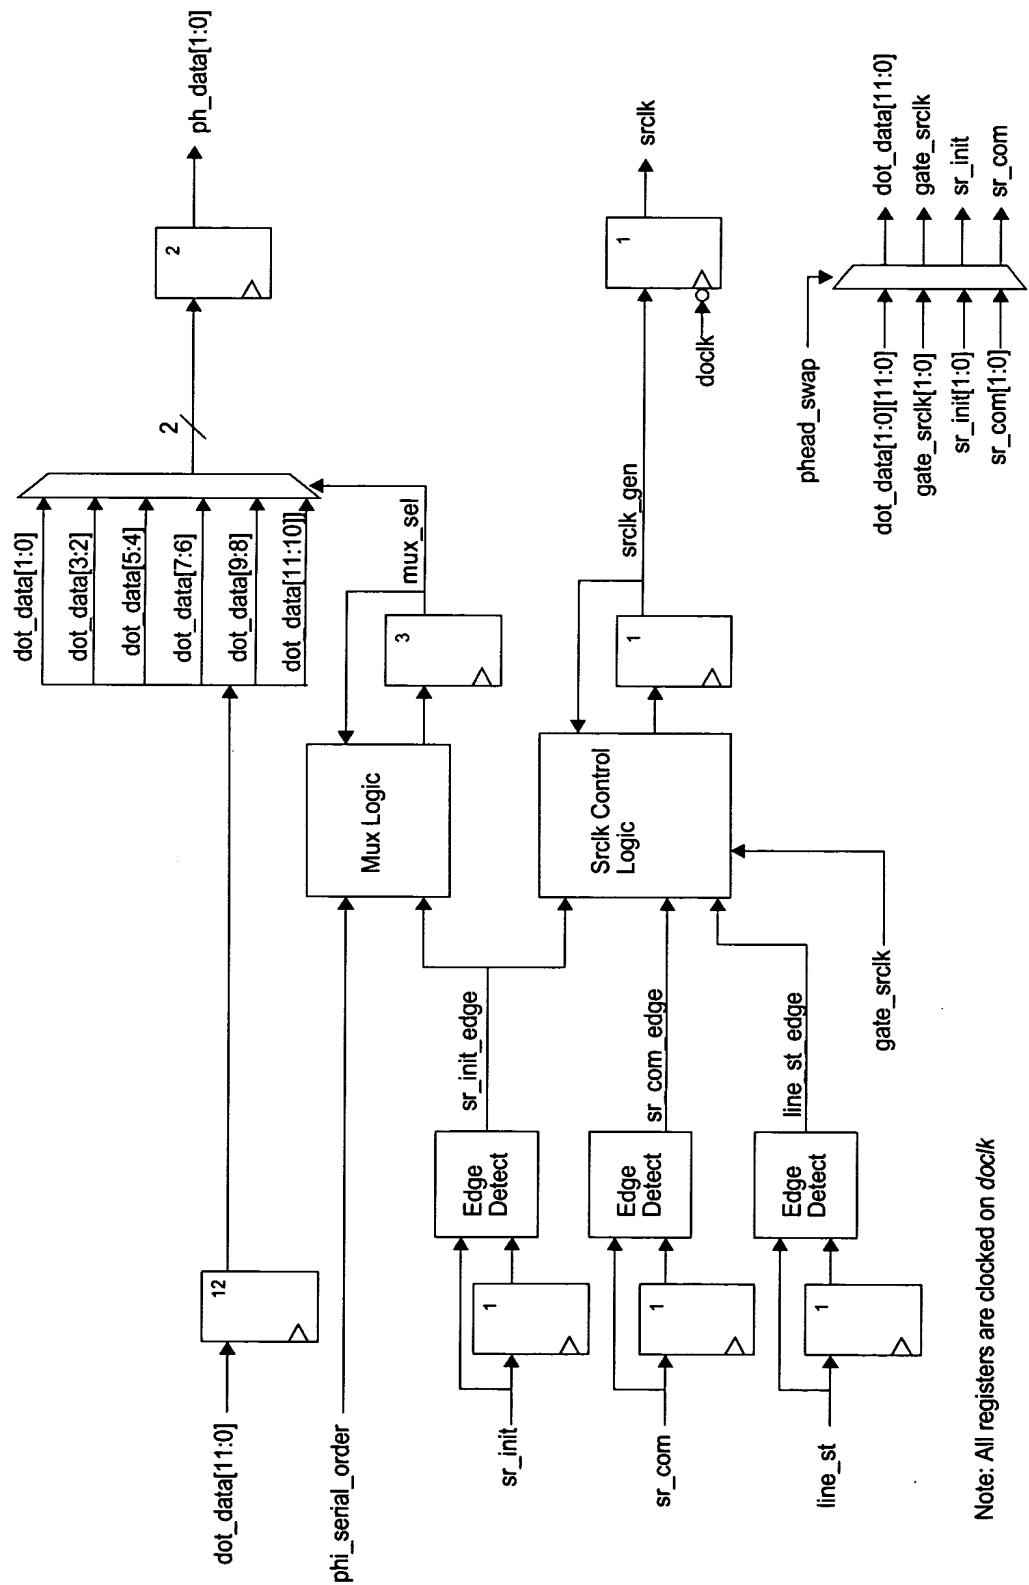 dot_data[11:0]
12
dot_data[1:0]
dot_data[3:2]
dot_data[5:4]
dot_data[7:6]
dot_data[9:8]
dot_data[11:10]]
2
2
ph_data[1:0]
phi_serial_order
Mux Logic
3
mux_sel
sr_init
1
Edge
Detect
sr_init_edge
sr_com
1
Edge
Detect
sr_com_edge
line_st
1
Edge
Detect
line_st_edge
gate_srclk
Srclk Control
Logic
1
srclk_gen
doclk
1
srclk
phead_swap
dot_data[1:0][11:0]
gate_srclk[1:0]
sr_init[1:0]
sr_com[1:0]
dot_data[11:0]
gate_srclk
sr_init
sr_com
Note: All registers are clocked on doclk